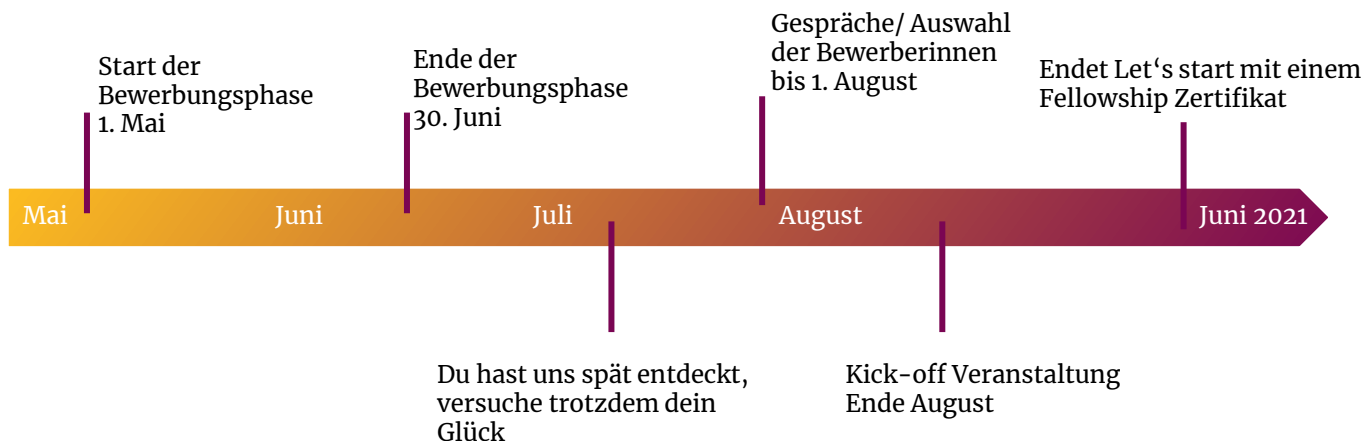 Start der
Bewerbungsphase
1. Mai
Ende der
Bewerbungsphase
30. Juni
Gespräche/ Auswahl
der Bewerberinnen
bis 1. August
Endet Let‘s start mit einem
Fellowship Zertifikat
Mai
Juni
Juli
August
Juni 2021
Du hast uns spät entdeckt,
versuche trotzdem dein
Glück
Kick-off Veranstaltung
Ende August